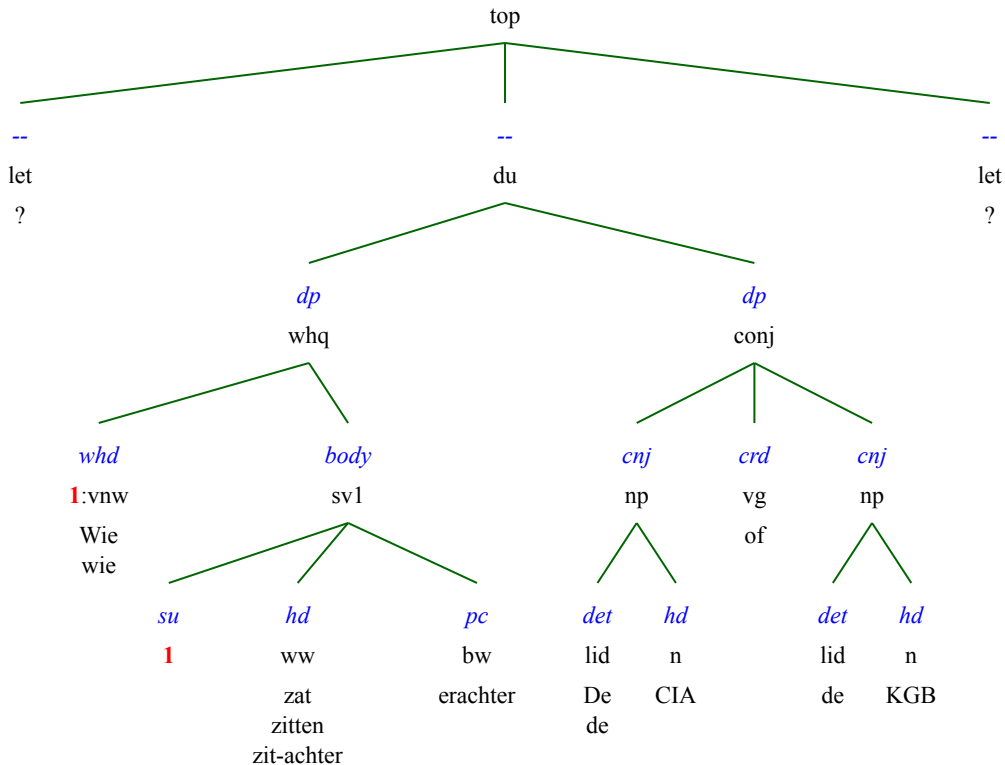 top
-- -- --
let du let
? ?
dp dp
whq conj
whd body cnj crd cnj
1:vnw sv1 np vg np
Wie of
wie
su hd pc det hd det hd
1 ww bw lid n lid n
zat erachter De CIA de KGB
zitten de
zit-achter